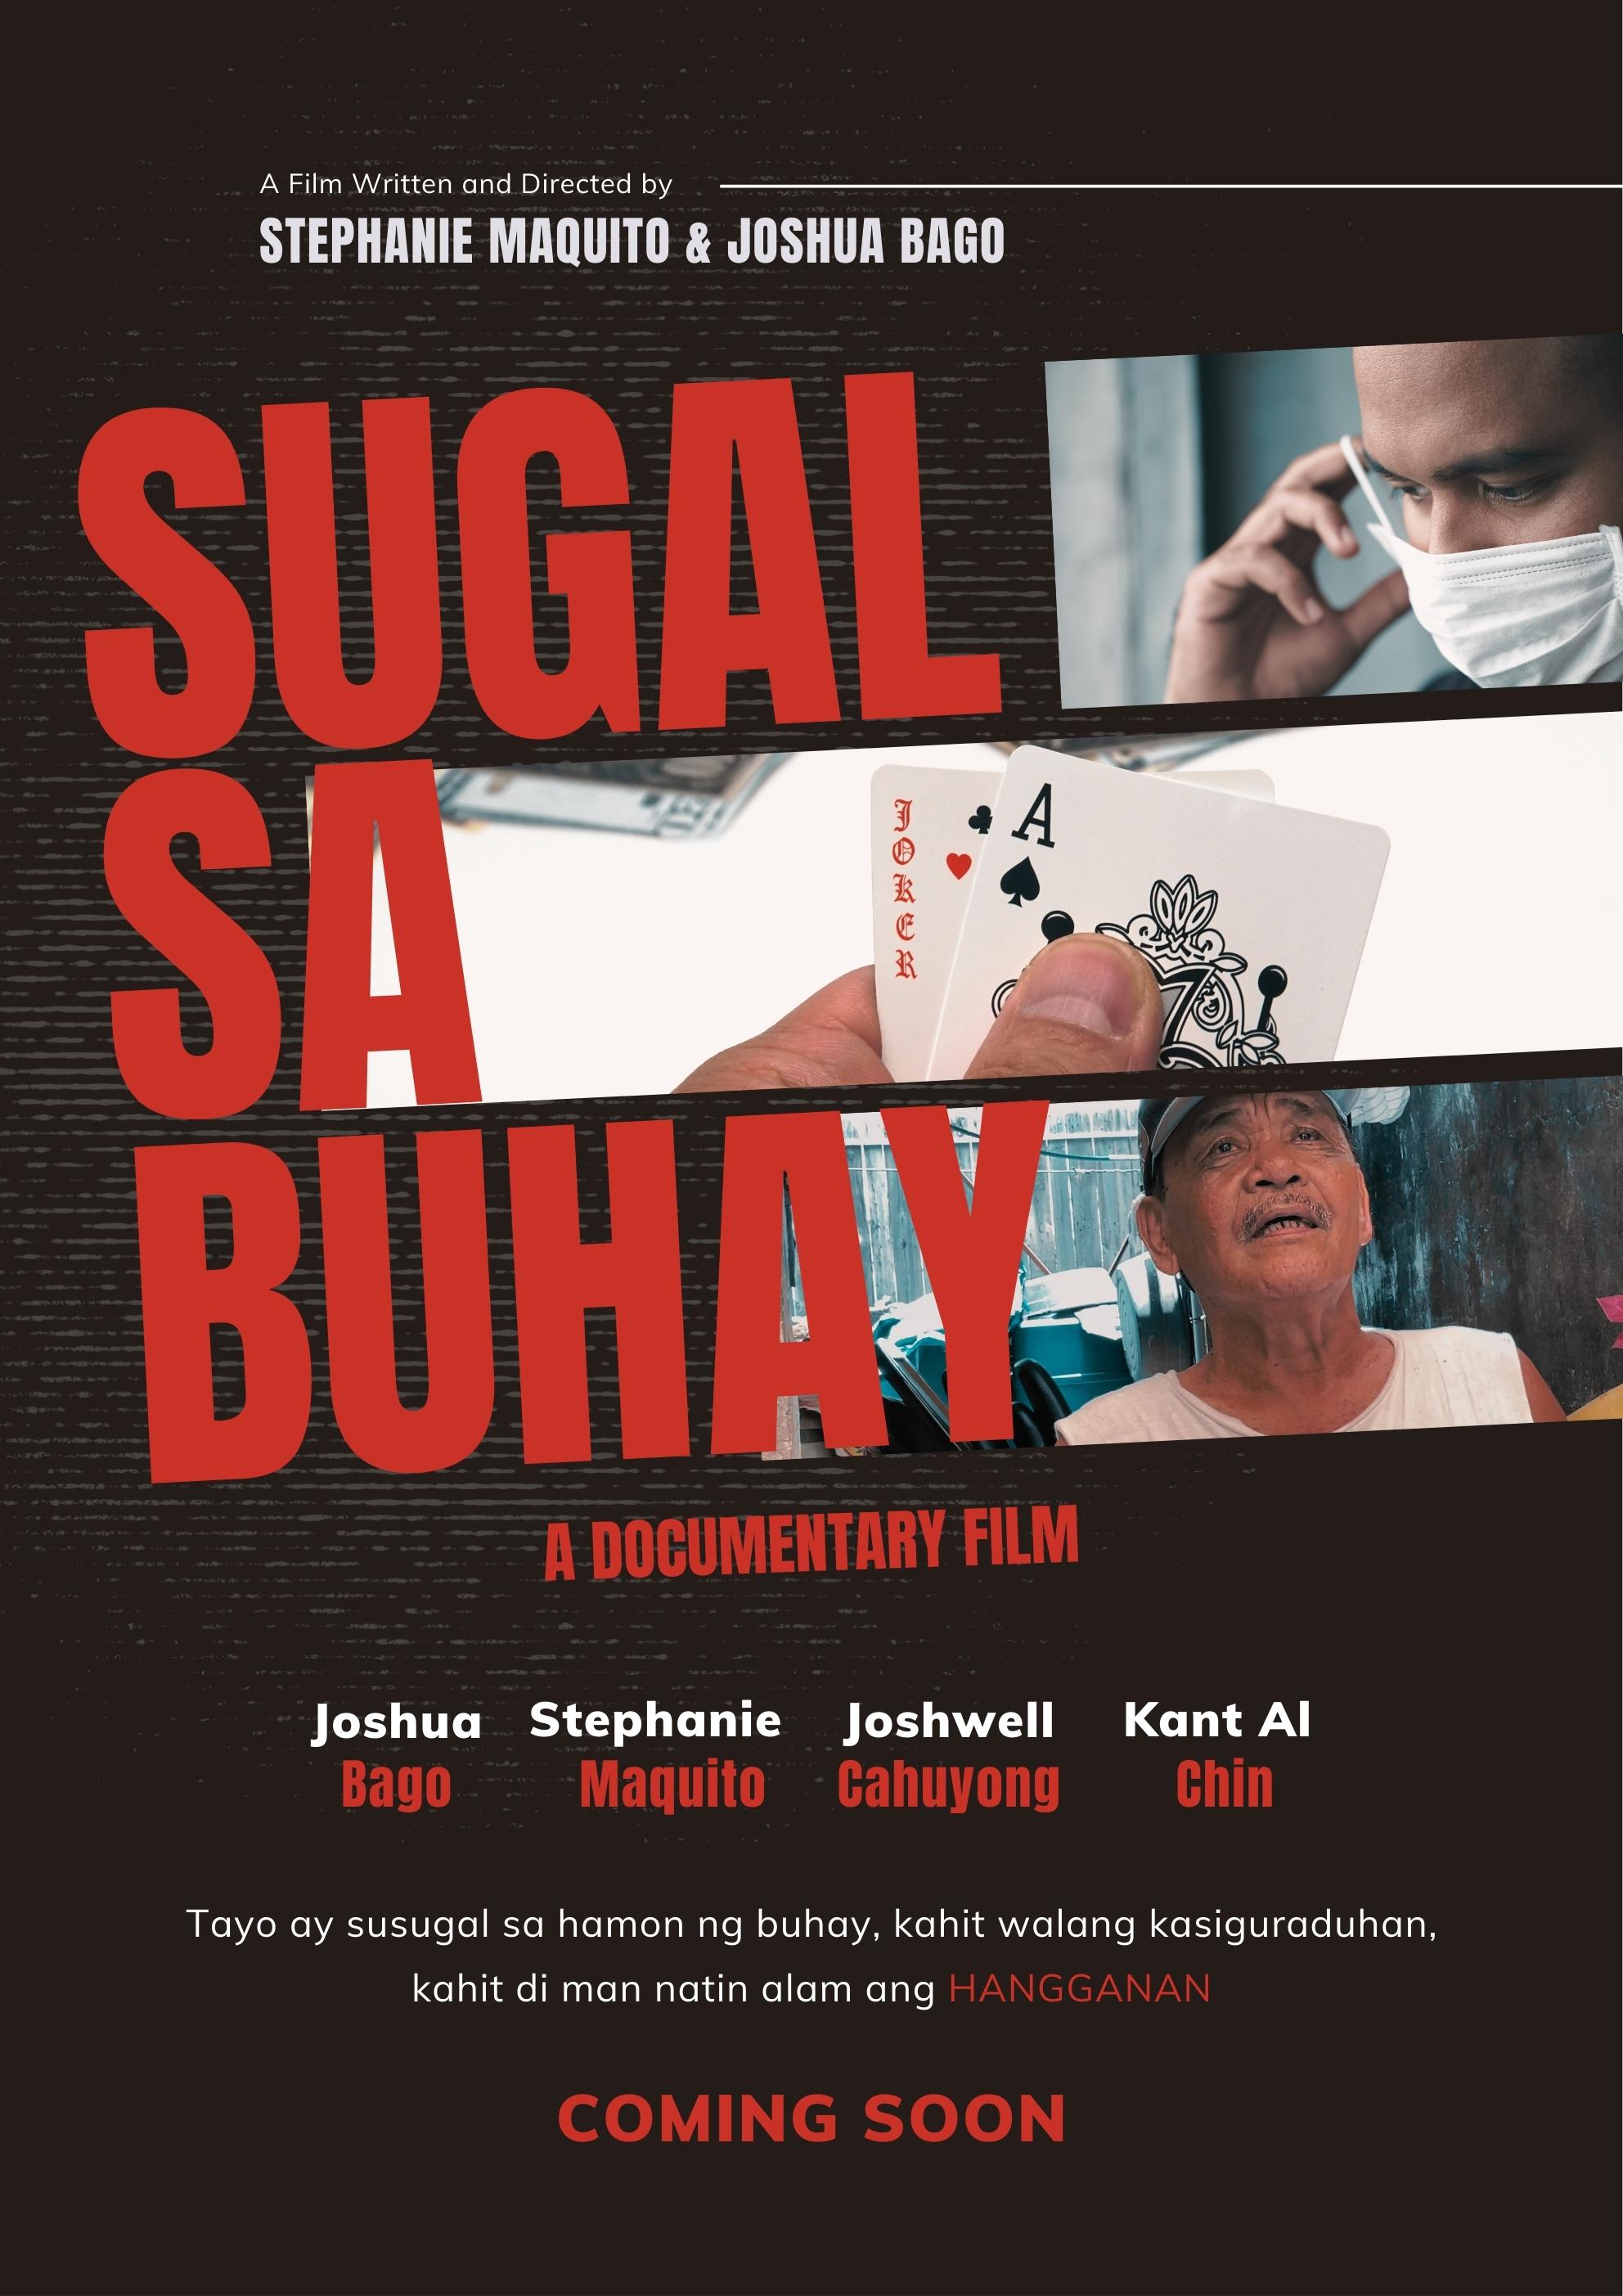 A Film Written and Directed by
STEPHANIE MAQUITO & JOSHUA BAGO
SUGAL
SA
BUHAY
JOKER
A
A DOCUMENTARY FILM
Joshua Stephanie Joshwell Kant Al
Bago Maquito Cahuyong Chin
Tayo ay susugal sa hamon ng buhay, kahit walang kasiguraduhan,
kahit di man natin alam ang HANGGANAN
COMING SOON